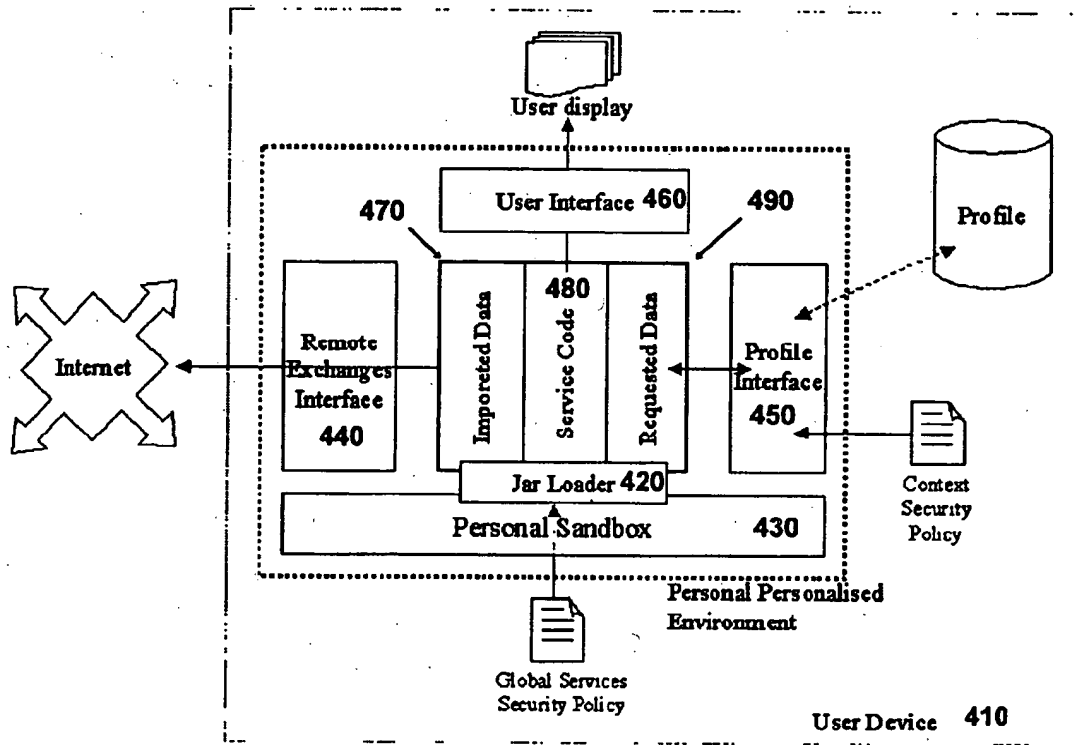 User display
User Interface 460
470
490
Profile
Internet
Remote
Exchanges
Interface
440
Imporeted Data
480
Service Code
Requested Data
Profile
Interface
450
Jar Loader 420
Personal Sandbox 430
Context
Security
Policy
Personal Personalised
Environment
Global Services
Security Policy
User Device 410